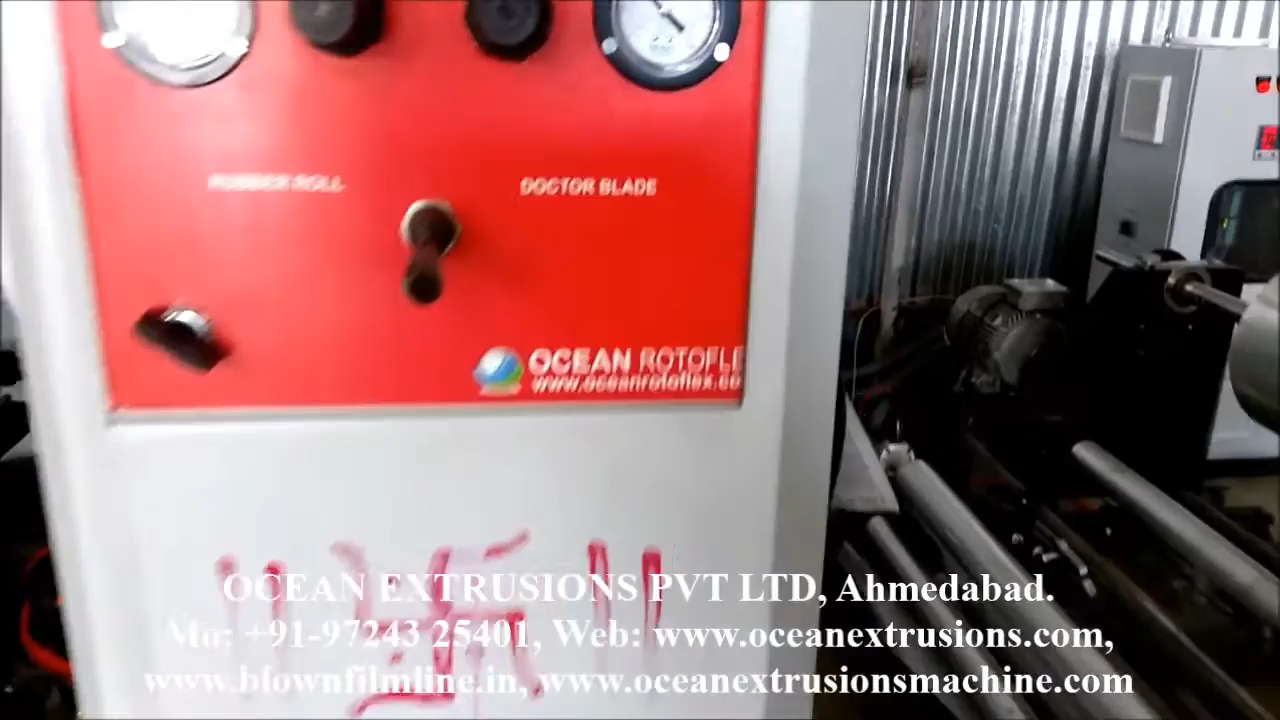 RUBBER ROLL
DOCTOR BLADE
OCEAN ROTOFLE
www.oceanrotoflex.co
OCEAN EXTRUSIONS PVT LTD, Ahmedabad.
Mo: +91-97243 25401, Web: www.oceanextrusions.com,
www.blownfilmline.in, www.oceanextrusionsmachine.com